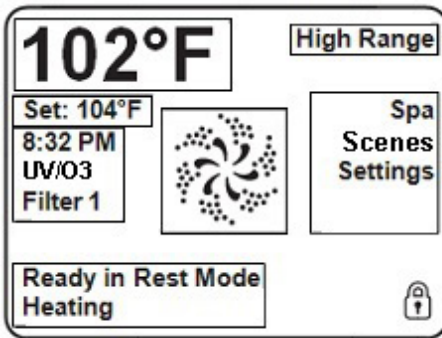 102°F
High Range
Set: 104°F
8:32 PM
UV/O3
Filter 1
Spa
Scenes
Settings
Ready in Rest Mode
Heating